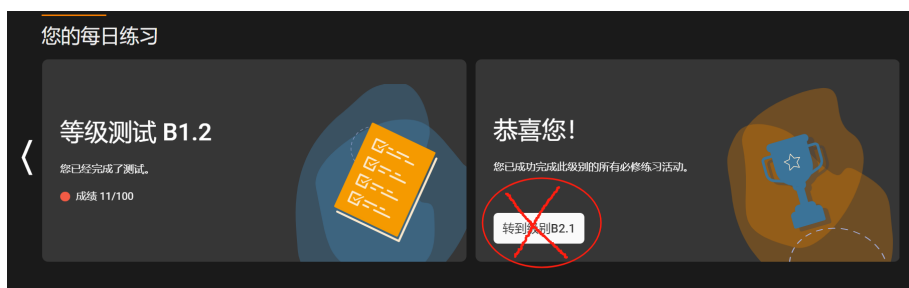 您的每日练习
等级测试 B1.2
您已经完成了测试。
成绩 11/100
恭喜您!
您已成功完成此级别的所有必修练习活动。
转到级别B2.1